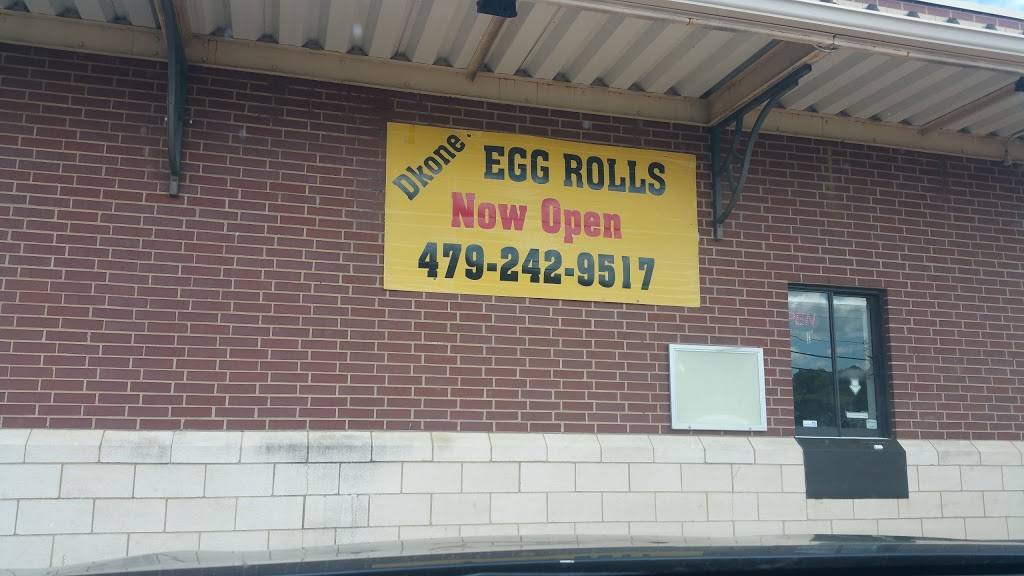 Dkone
EGG ROLLS
Now Open
479-242-9517